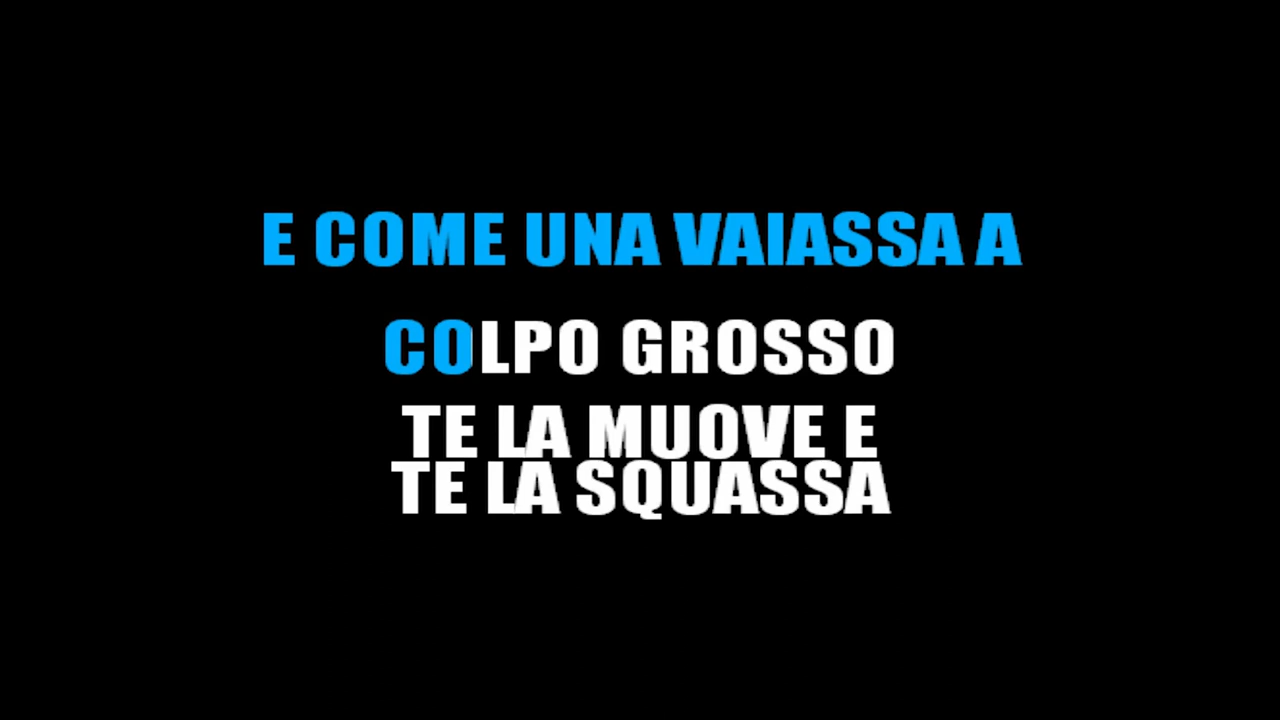 E COME UNA VAIASSA A
COLPO GROSSO
TE LA MUOVE E
TE LA SQUASSA